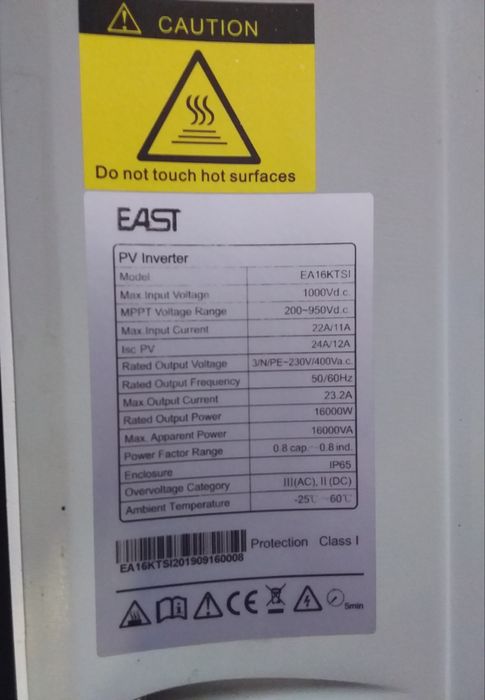 CAUTION
Do not touch hot surfaces
EAST
PV Inverter
Model EA16KTSI
Max.Input Voltage 1000Vd.c.
MPPT Voltage Range 200~950Vd.c.
Max.Input Current 22A/11A
Isc PV 24A/12A
Rated Output Voltage 3/N/PE~230V/400Va.c.
Rated Output Frequency 50/60Hz
Max Output Current 23.2A
Rated Output Power 16000W
Max. Apparent Power 16000VA
Power Factor Range 0.8 cap. ~0.8 ind.
Enclosure IP65
Overvoltage Category III(AC), II (DC)
Ambient Temperature -25℃ ~60℃
Protection Class I
EA16KTSI201909160008
CE 5min